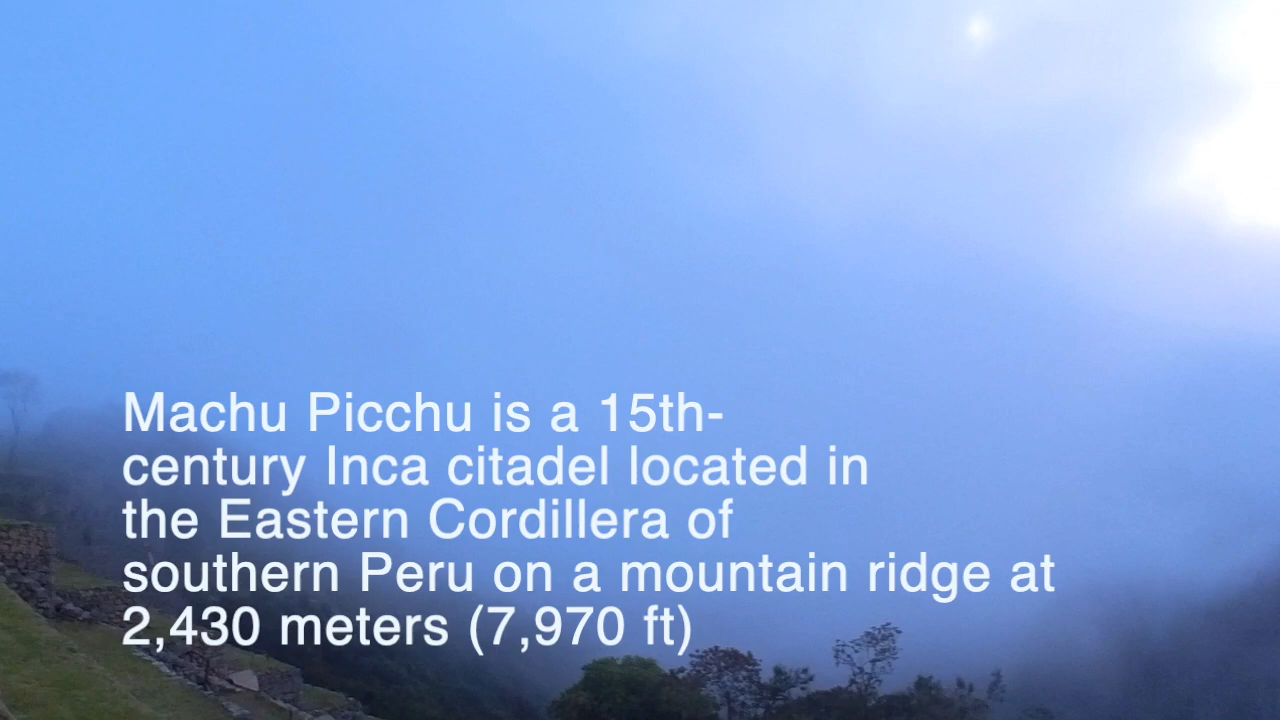 Machu Picchu is a 15th-
century Inca citadel located in
the Eastern Cordillera of
southern Peru on a mountain ridge at
2,430 meters (7,970 ft)